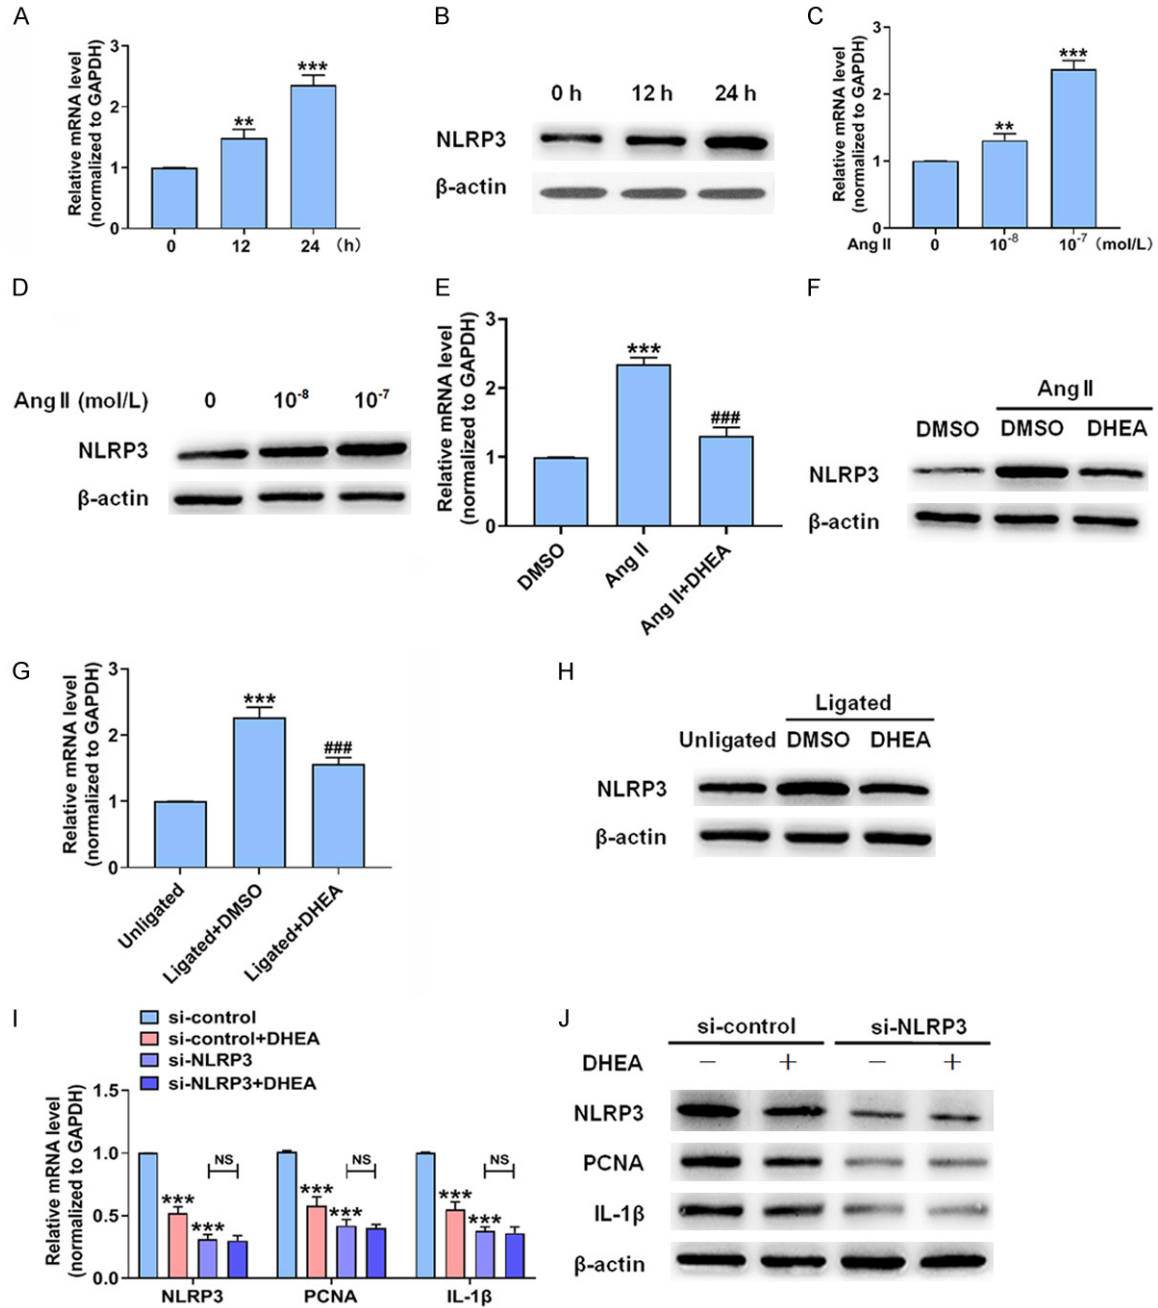 A
Relative mRNA level
(normalized to GAPDH)
3
2
1
0
**
***
0 12 24 (h)
B
0 h 12 h 24 h
NLRP3
β-actin
C
Relative mRNA level
(normalized to GAPDH)
3
2
1
0
**
***
Ang II 0 10-8 10-7 (mol/L)
D
Ang II (mol/L) 0 10-8 10-7
NLRP3
β-actin
E
Relative mRNA level
(normalized to GAPDH)
3
2
1
0
***
###
DMSO
Ang II
Ang II+DHEA
F
Ang II
DMSO DMSO DHEA
NLRP3
β-actin
G
Relative mRNA level
(normalized to GAPDH)
3
2
1
0
***
###
Unligated
Ligated+DMSO
Ligated+DHEA
H
Ligated
Unligated DMSO DHEA
NLRP3
β-actin
I
si-control
si-control+DHEA
si-NLRP3
si-NLRP3+DHEA
Relative mRNA level
(normalized to GAPDH)
1.5
1.0
0.5
0.0
NS NS NS
*** *** ***
*** *** ***
NLRP3 PCNA IL-1β
J
si-control si-NLRP3
DHEA − + − +
NLRP3
PCNA
IL-1β
β-actin